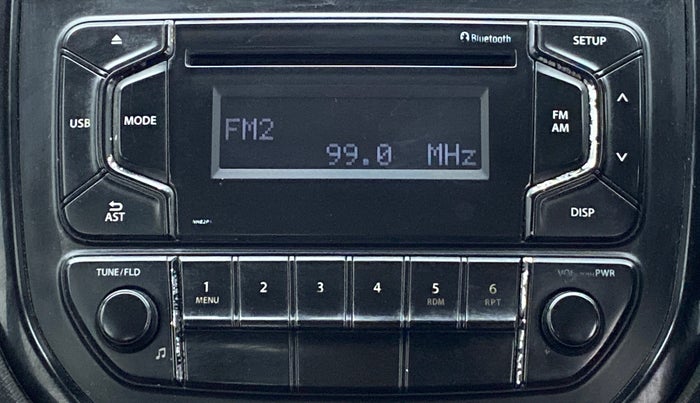 Bluetooth
SETUP
USB
MODE
FM2
99.0 MHz
FM
AM
AST
DISP
TUNE/FLD
1
MENU
2
3
4
5
RDM
6
RPT
PWR